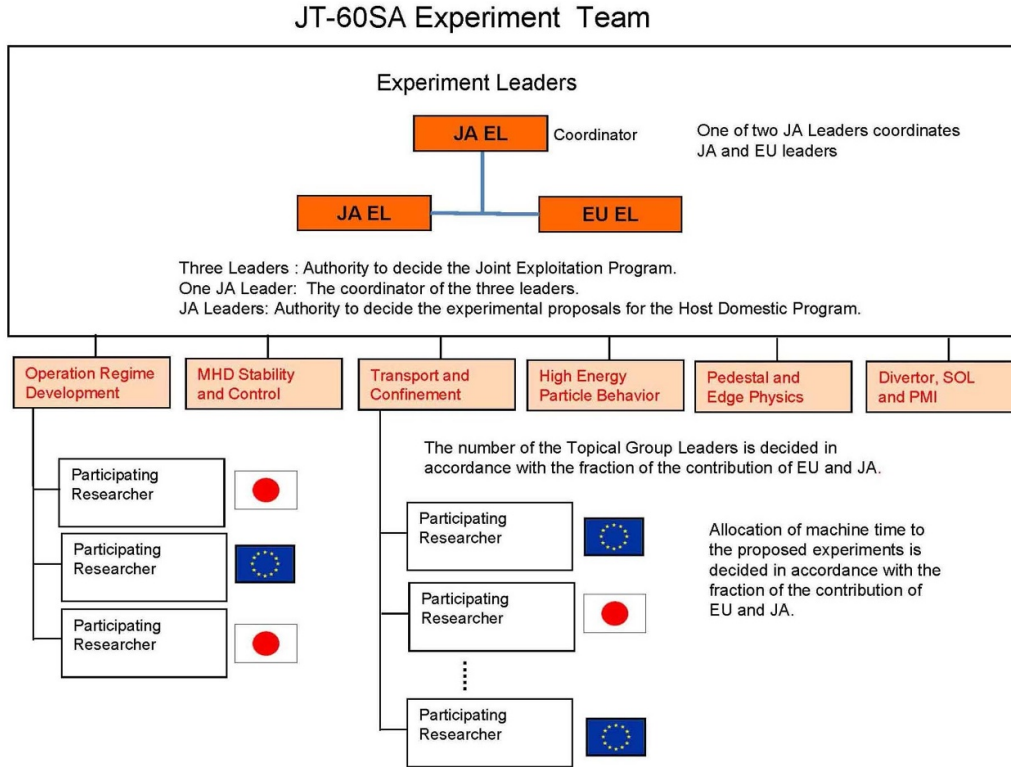 JT-60SA Experiment Team
Experiment Leaders
JA EL
Coordinator
One of two JA Leaders coordinates
JA and EU leaders
JA EL
EU EL
Three Leaders : Authority to decide the Joint Exploitation Program.
One JA Leader: The coordinator of the three leaders.
JA Leaders: Authority to decide the experimental proposals for the Host Domestic Program.
Operation Regime
Development
MHD Stability
and Control
Transport and
Confinement
High Energy
Particle Behavior
Pedestal and
Edge Physics
Divertor, SOL
and PMI
The number of the Topical Group Leaders is decided in
accordance with the fraction of the contribution of EU and JA.
Participating
Researcher
Participating
Researcher
Participating
Researcher
Participating
Researcher
Participating
Researcher
Participating
Researcher
Allocation of machine time to
the proposed experiments is
decided in accordance with the
fraction of the contribution of
EU and JA.